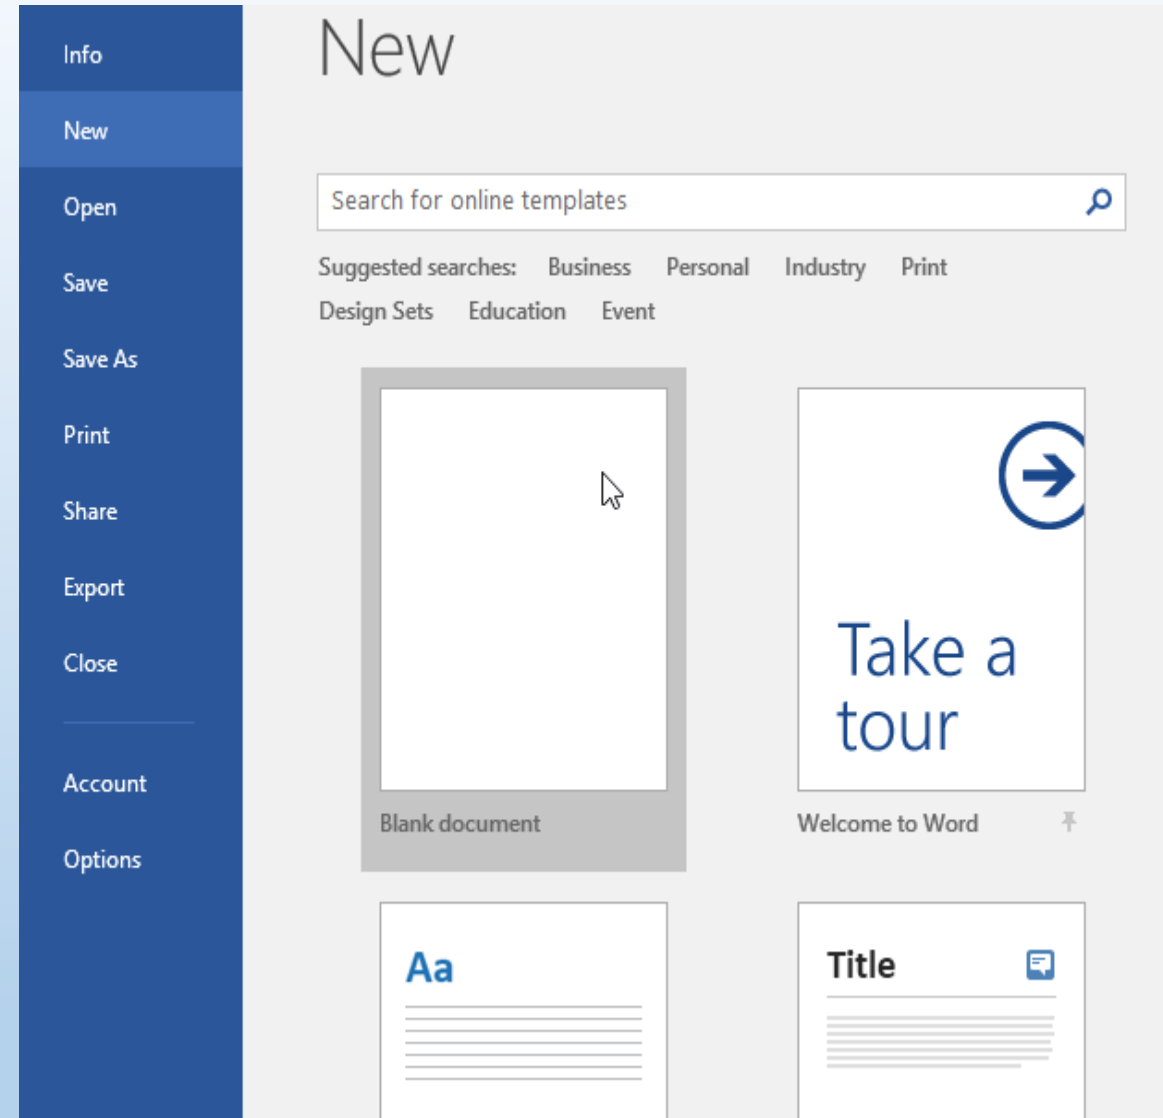 Info
New
Open
Save
Save As
Print
Share
Export
Close
Account
Options
New
Search for online templates
Suggested searches: Business Personal Industry Print
Design Sets Education Event
Take a
tour
Blank document
Welcome to Word
Aa
Title